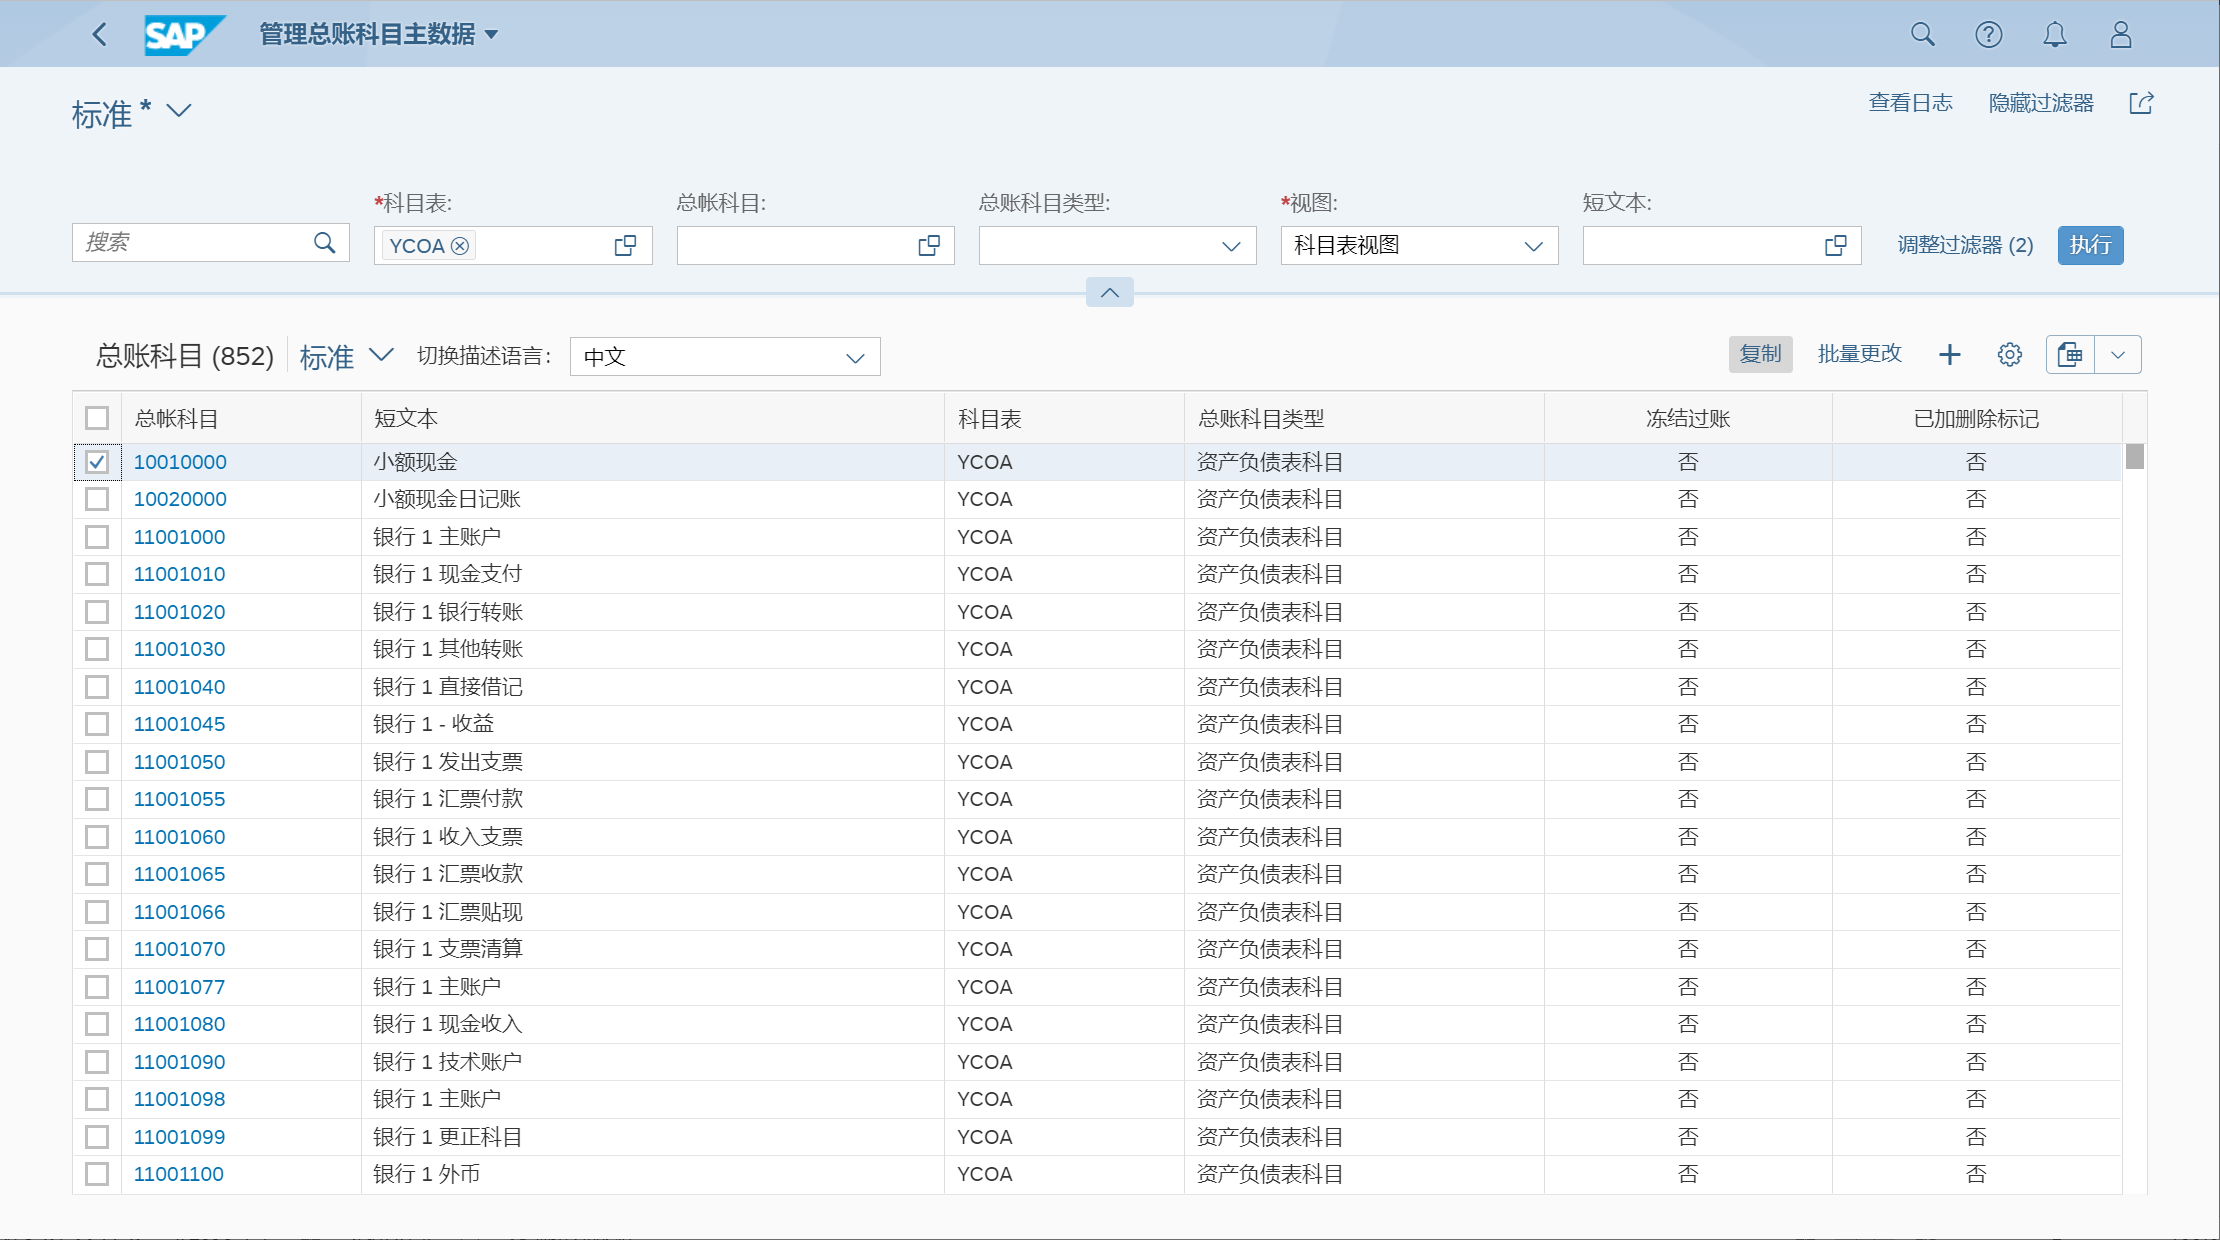 SAP 管理总账科目主数据
标准 *
查看日志 隐藏过滤器
*科目表: 总帐科目: 总账科目类型: *视图: 短文本:
搜索 YCOA 科目表视图 调整过滤器 (2) 执行
总账科目 (852) 标准 切换描述语言: 中文 复制 批量更改
总帐科目 短文本 科目表 总账科目类型 冻结过账 已加删除标记
10010000 小额现金 YCOA 资产负债表科目 否 否
10020000 小额现金日记账 YCOA 资产负债表科目 否 否
11001000 银行 1 主账户 YCOA 资产负债表科目 否 否
11001010 银行 1 现金支付 YCOA 资产负债表科目 否 否
11001020 银行 1 银行转账 YCOA 资产负债表科目 否 否
11001030 银行 1 其他转账 YCOA 资产负债表科目 否 否
11001040 银行 1 直接借记 YCOA 资产负债表科目 否 否
11001045 银行 1 - 收益 YCOA 资产负债表科目 否 否
11001050 银行 1 发出支票 YCOA 资产负债表科目 否 否
11001055 银行 1 汇票付款 YCOA 资产负债表科目 否 否
11001060 银行 1 收入支票 YCOA 资产负债表科目 否 否
11001065 银行 1 汇票收款 YCOA 资产负债表科目 否 否
11001066 银行 1 汇票贴现 YCOA 资产负债表科目 否 否
11001070 银行 1 支票清算 YCOA 资产负债表科目 否 否
11001077 银行 1 主账户 YCOA 资产负债表科目 否 否
11001080 银行 1 现金收入 YCOA 资产负债表科目 否 否
11001090 银行 1 技术账户 YCOA 资产负债表科目 否 否
11001098 银行 1 主账户 YCOA 资产负债表科目 否 否
11001099 银行 1 更正科目 YCOA 资产负债表科目 否 否
11001100 银行 1 外币 YCOA 资产负债表科目 否 否